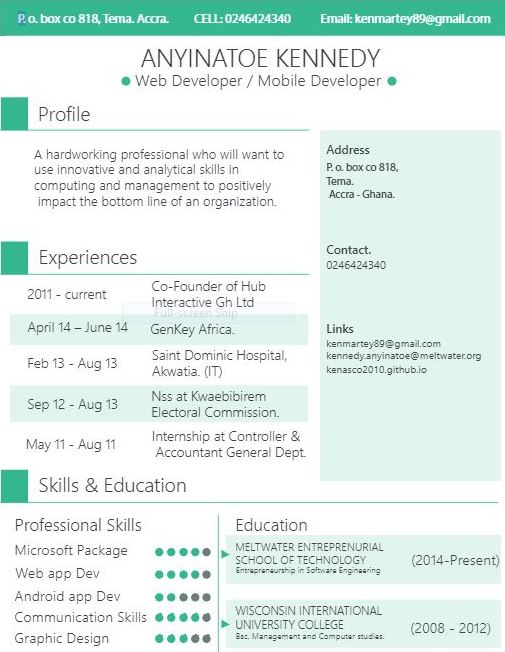 P. o. box co 818, Tema. Accra. CELL: 0246424340 Email: kenmartey89@gmail.com
ANYINATOE KENNEDY
Web Developer / Mobile Developer
Profile
A hardworking professional who will want to
use innovative and analytical skills in
computing and management to positively
impact the bottom line of an organization.
Address
P. o. box co 818,
Tema.
Accra - Ghana.
Contact.
0246424340
Links
kenmartey89@gmail.com
kennedy.anyinatoe@meltwater.org
kenasco2010.github.io
Experiences
2011 - current Co-Founder of Hub
Interactive Gh Ltd
Full-screen Snip
April 14 – June 14 GenKey Africa.
Feb 13 - Aug 13 Saint Dominic Hospital,
Akwatia. (IT)
Sep 12 - Aug 13 Nss at Kwaebibirem
Electoral Commission.
May 11 - Aug 11 Internship at Controller &
Accountant General Dept.
Skills & Education
Professional Skills
Microsoft Package
Web app Dev
Android app Dev
Communication Skills
Graphic Design
Education
MELTWATER ENTREPRENURIAL
SCHOOL OF TECHNOLOGY (2014-Present)
Entrepreneurship in Software Engineering
WISCONSIN INTERNATIONAL
UNIVERSITY COLLEGE (2008 - 2012)
Bsc. Management and Computer studies.